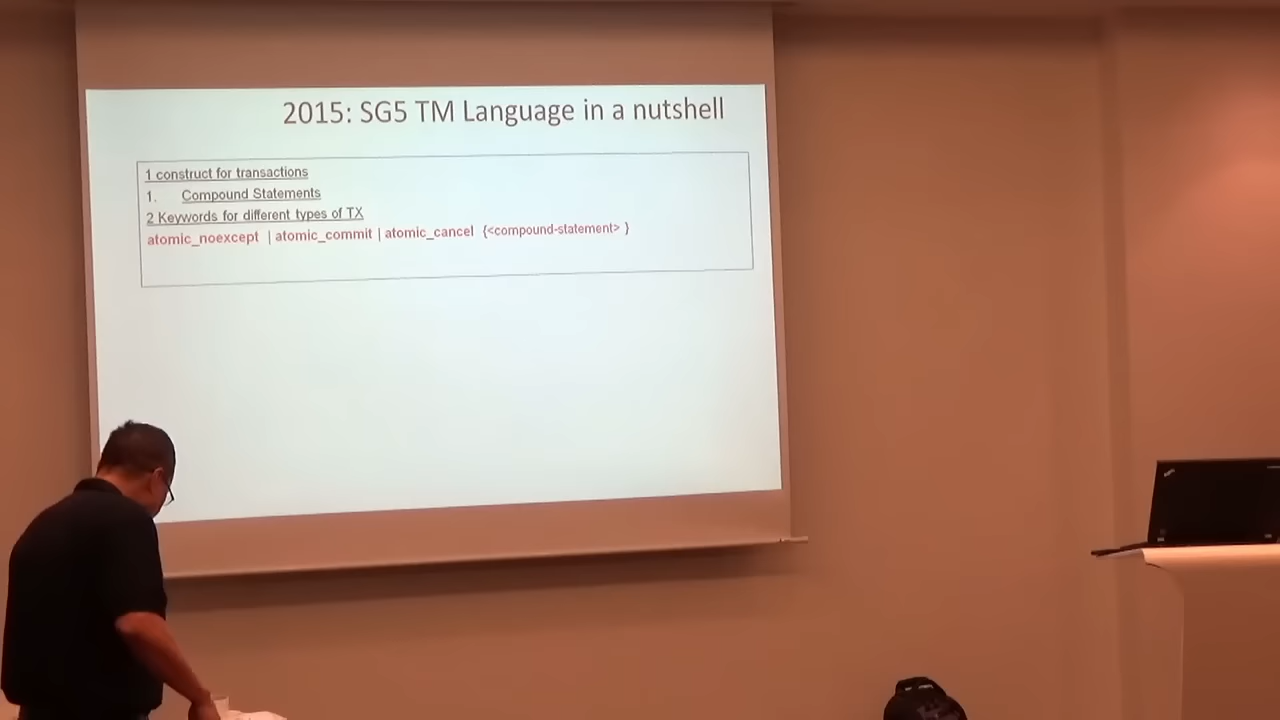 2015: SG5 TM Language in a nutshell
1 construct for transactions
1. Compound Statements
2 Keywords for different types of TX
atomic_noexcept | atomic_commit | atomic_cancel {<compound-statement> }